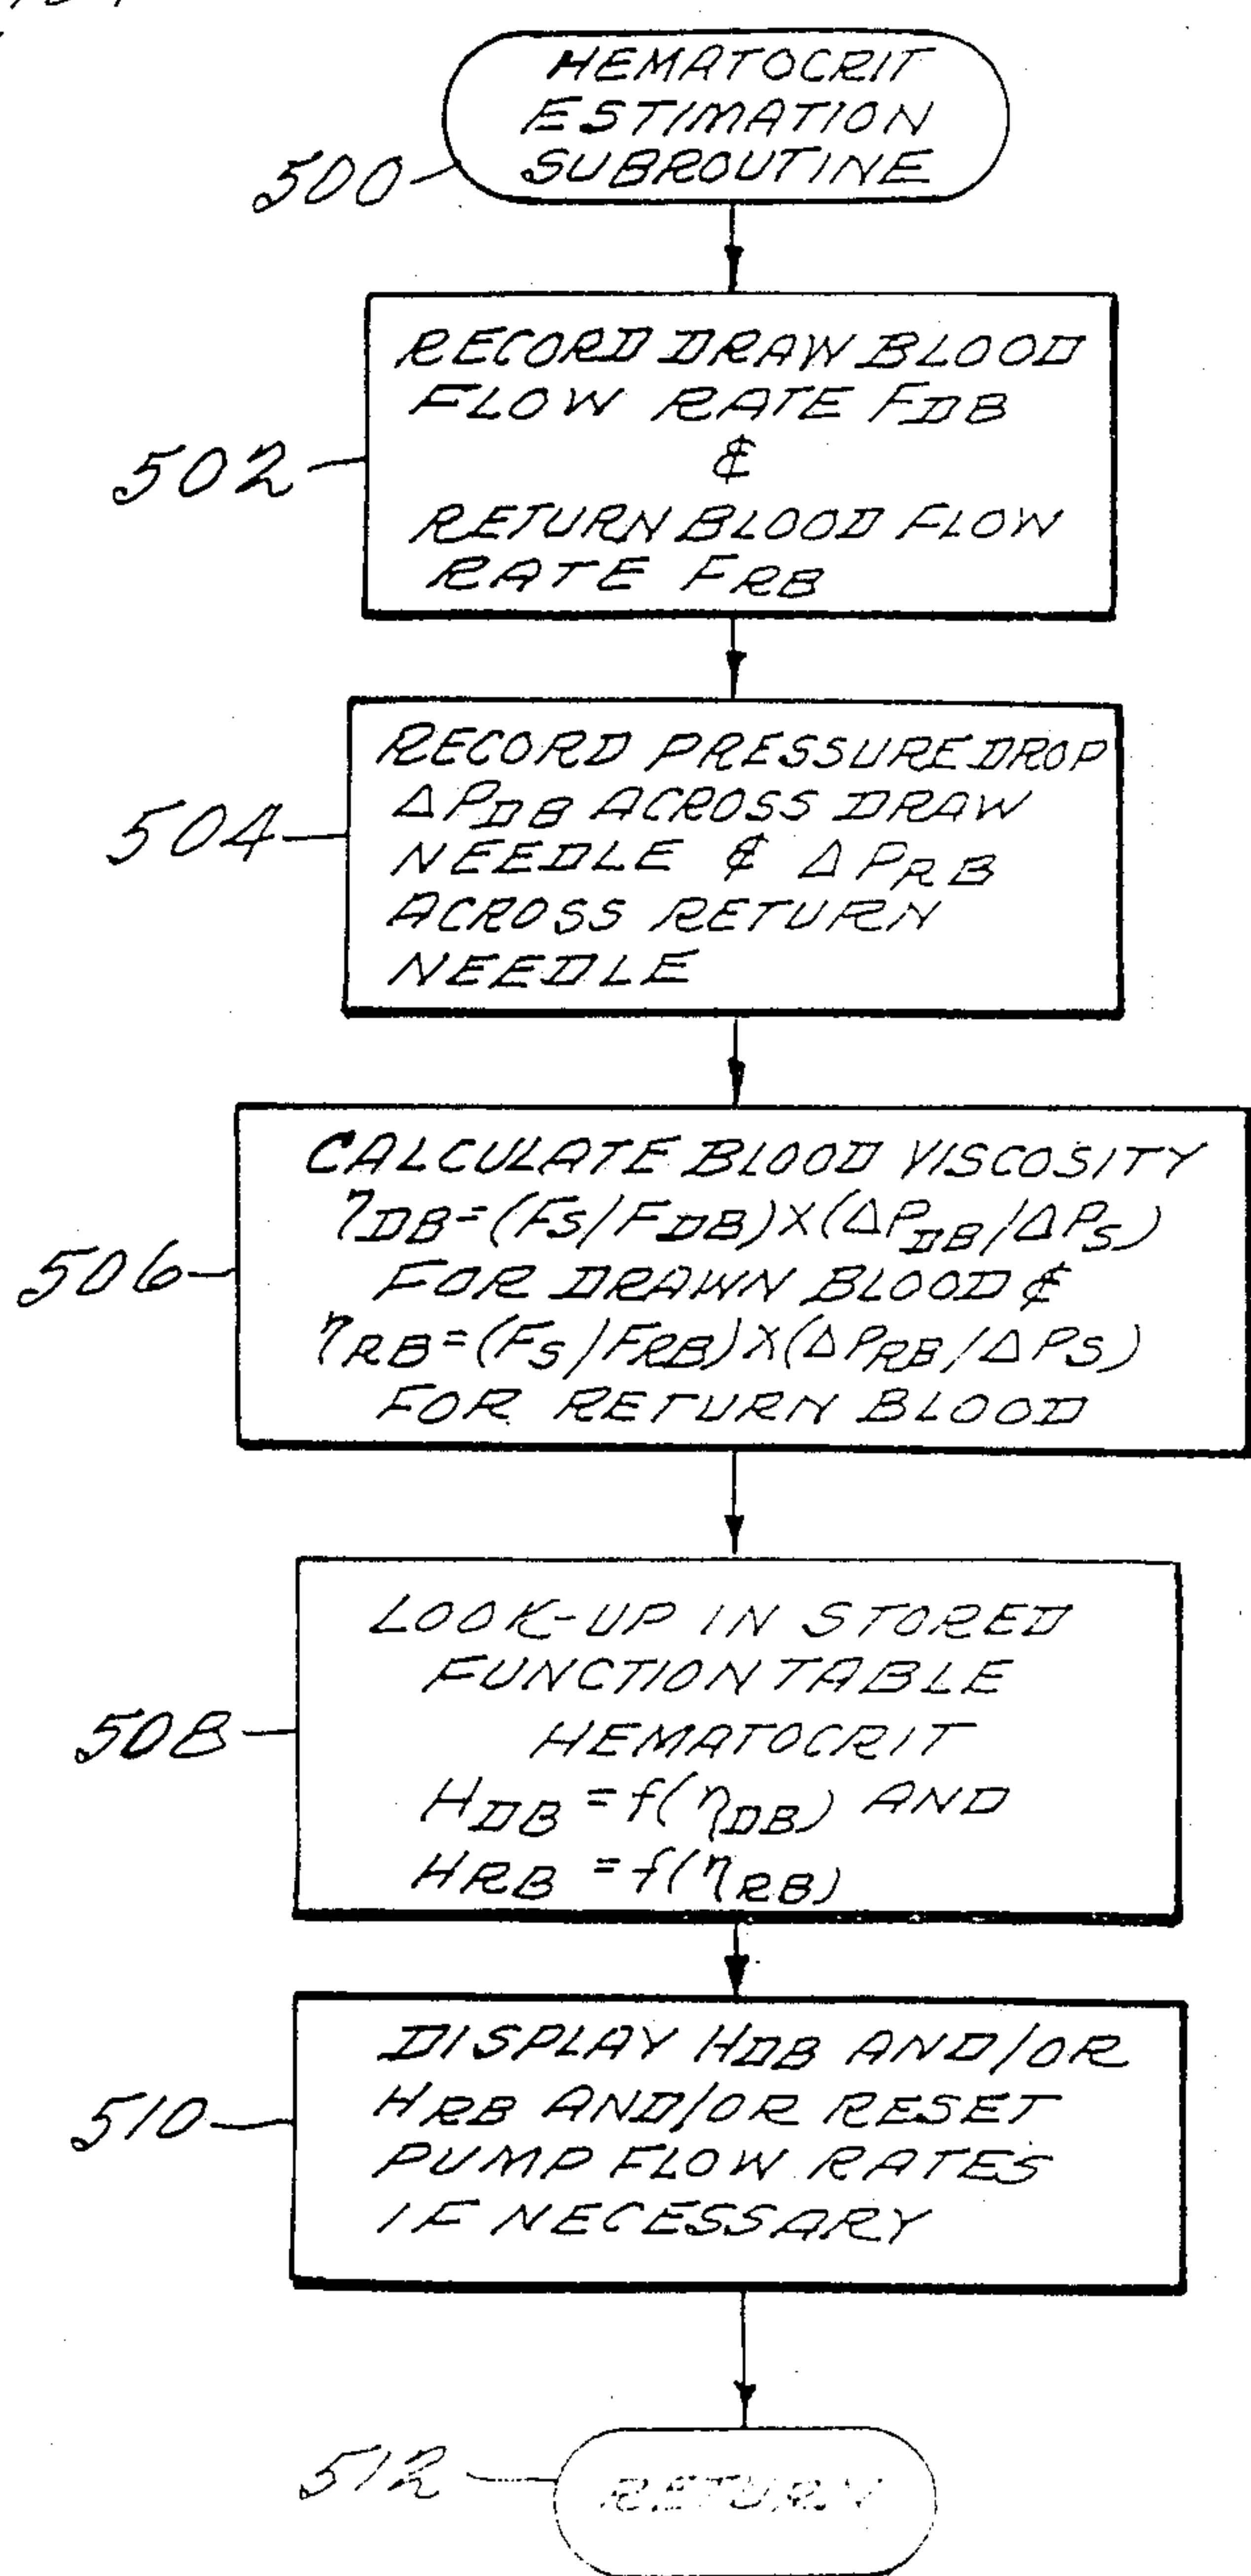 HEMATOCRIT
ESTIMATION
SUBROUTINE
500
RECORD DRAW BLOOD
FLOW RATE FDB
&
RETURN BLOOD FLOW
RATE FRB
502
RECORD PRESSURE DROP
ΔPDB ACROSS DRAW
NEEDLE & ΔPRB
ACROSS RETURN
NEEDLE
504
CALCULATE BLOOD VISCOSITY
ηDB=(FS/FDB)X(ΔPDB/ΔPS)
FOR DRAWN BLOOD &
ηRB=(FS/FRB)X(ΔPRB/ΔPS)
FOR RETURN BLOOD
506
LOOK-UP IN STORED
FUNCTION TABLE
HEMATOCRIT
HDB=f(ηDB) AND
HRB=f(ηRB)
508
DISPLAY HDB AND/OR
HRB AND/OR RESET
PUMP FLOW RATES
IF NECESSARY
510
RETURN
512